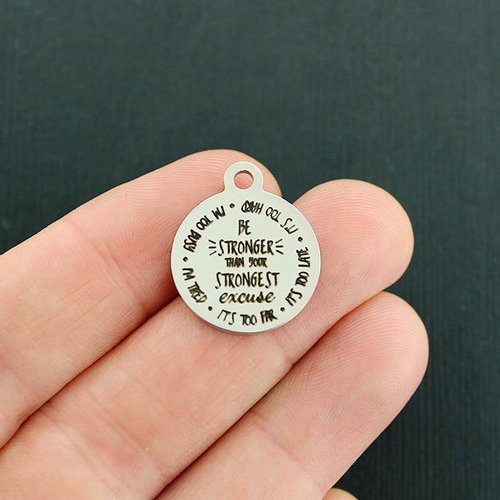 BE
STRONGER
THAN YOUR
STRONGEST
excuse
I'M TOO BUSY • IT'S TOO HARD • IT'S TOO LATE • IT'S TOO FAR • I'M TIRED •